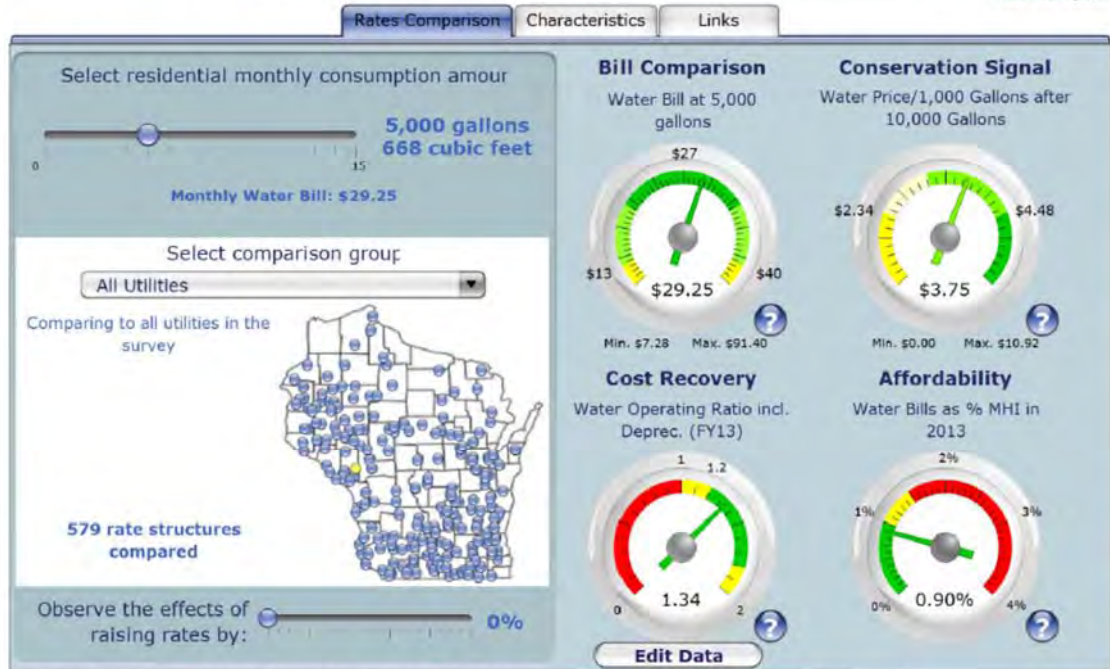 Rates Comparison
Characteristics
Links
Select residential monthly consumption amour
5,000 gallons
668 cubic feet
0
15
Monthly Water Bill: $29.25
Select comparison group
All Utilities
Comparing to all utilities in the
survey
579 rate structures
compared
Observe the effects of
raising rates by:
0%
Bill Comparison
Water Bill at 5,000
gallons
$27
$13
$40
$29.25
?
Min. $7.28
Max. $91.40
Conservation Signal
Water Price/1,000 Gallons after
10,000 Gallons
$2.34
$4.48
$3.75
?
Min. $0.00
Max. $10.92
Cost Recovery
Water Operating Ratio incl.
Deprec. (FY13)
1
1.2
0
2
1.34
?
Edit Data
Affordability
Water Bills as % MHI in
2013
2%
1%
3%
0%
4%
0.90%
?